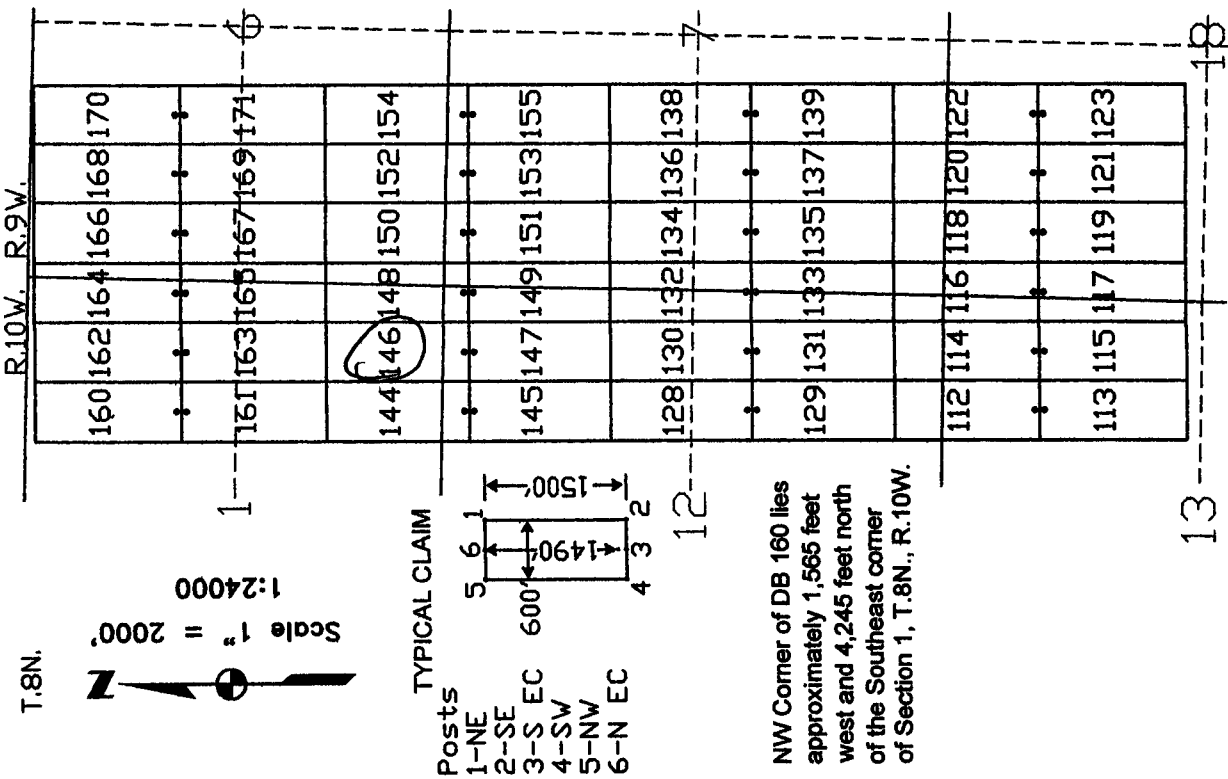 T.8N.
R.10W. R.9W.
160 162 164 166 168 170
161 163 165 167 169 171
1
6
144 146 148 150 152 154
145 147 149 151 153 155
128 130 132 134 136 138
12
7
129 131 133 135 137 139
112 114 116 118 120 122
113 115 117 119 121 123
13
18
N
Scale 1" = 2000'
1:24000
TYPICAL CLAIM
Posts
1-NE
2-SE
3-S EC
4-SW
5-NW
6-N EC
5 6 1
600'
1490'
1500'
4 3 2
NW Corner of DB 160 lies
approximately 1,565 feet
west and 4,245 feet north
of the Southeast corner
of Section 1, T.8N., R.10W.